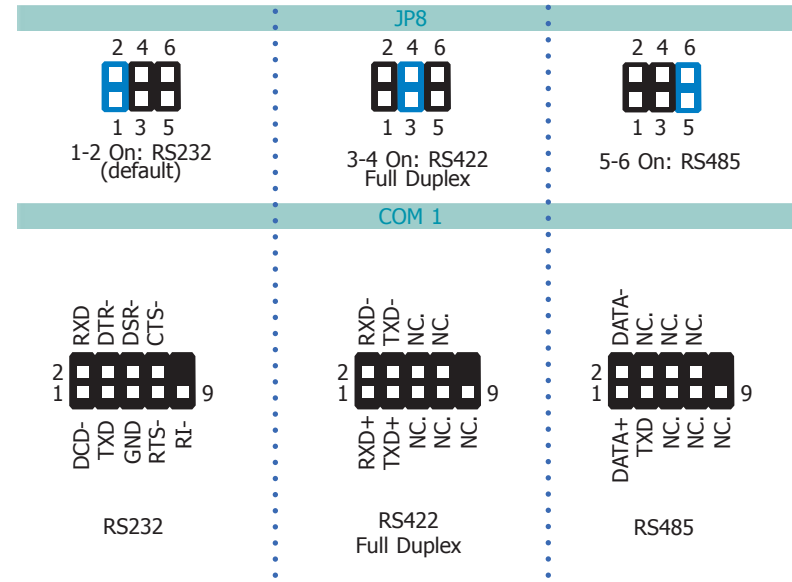 JP8
2 4 6
1 3 5
1-2 On: RS232
(default)
2 4 6
1 3 5
3-4 On: RS422
Full Duplex
2 4 6
1 3 5
5-6 On: RS485
COM 1
RXD
DTR-
DSR-
CTS-
2
1
9
DCD-
TXD
GND
RTS-
RI-
RS232
RXD-
TXD-
NC.
NC.
2
1
9
RXD+
TXD+
NC.
NC.
NC.
RS422
Full Duplex
DATA-
NC.
NC.
NC.
2
1
9
DATA+
TXD
NC.
NC.
NC.
RS485